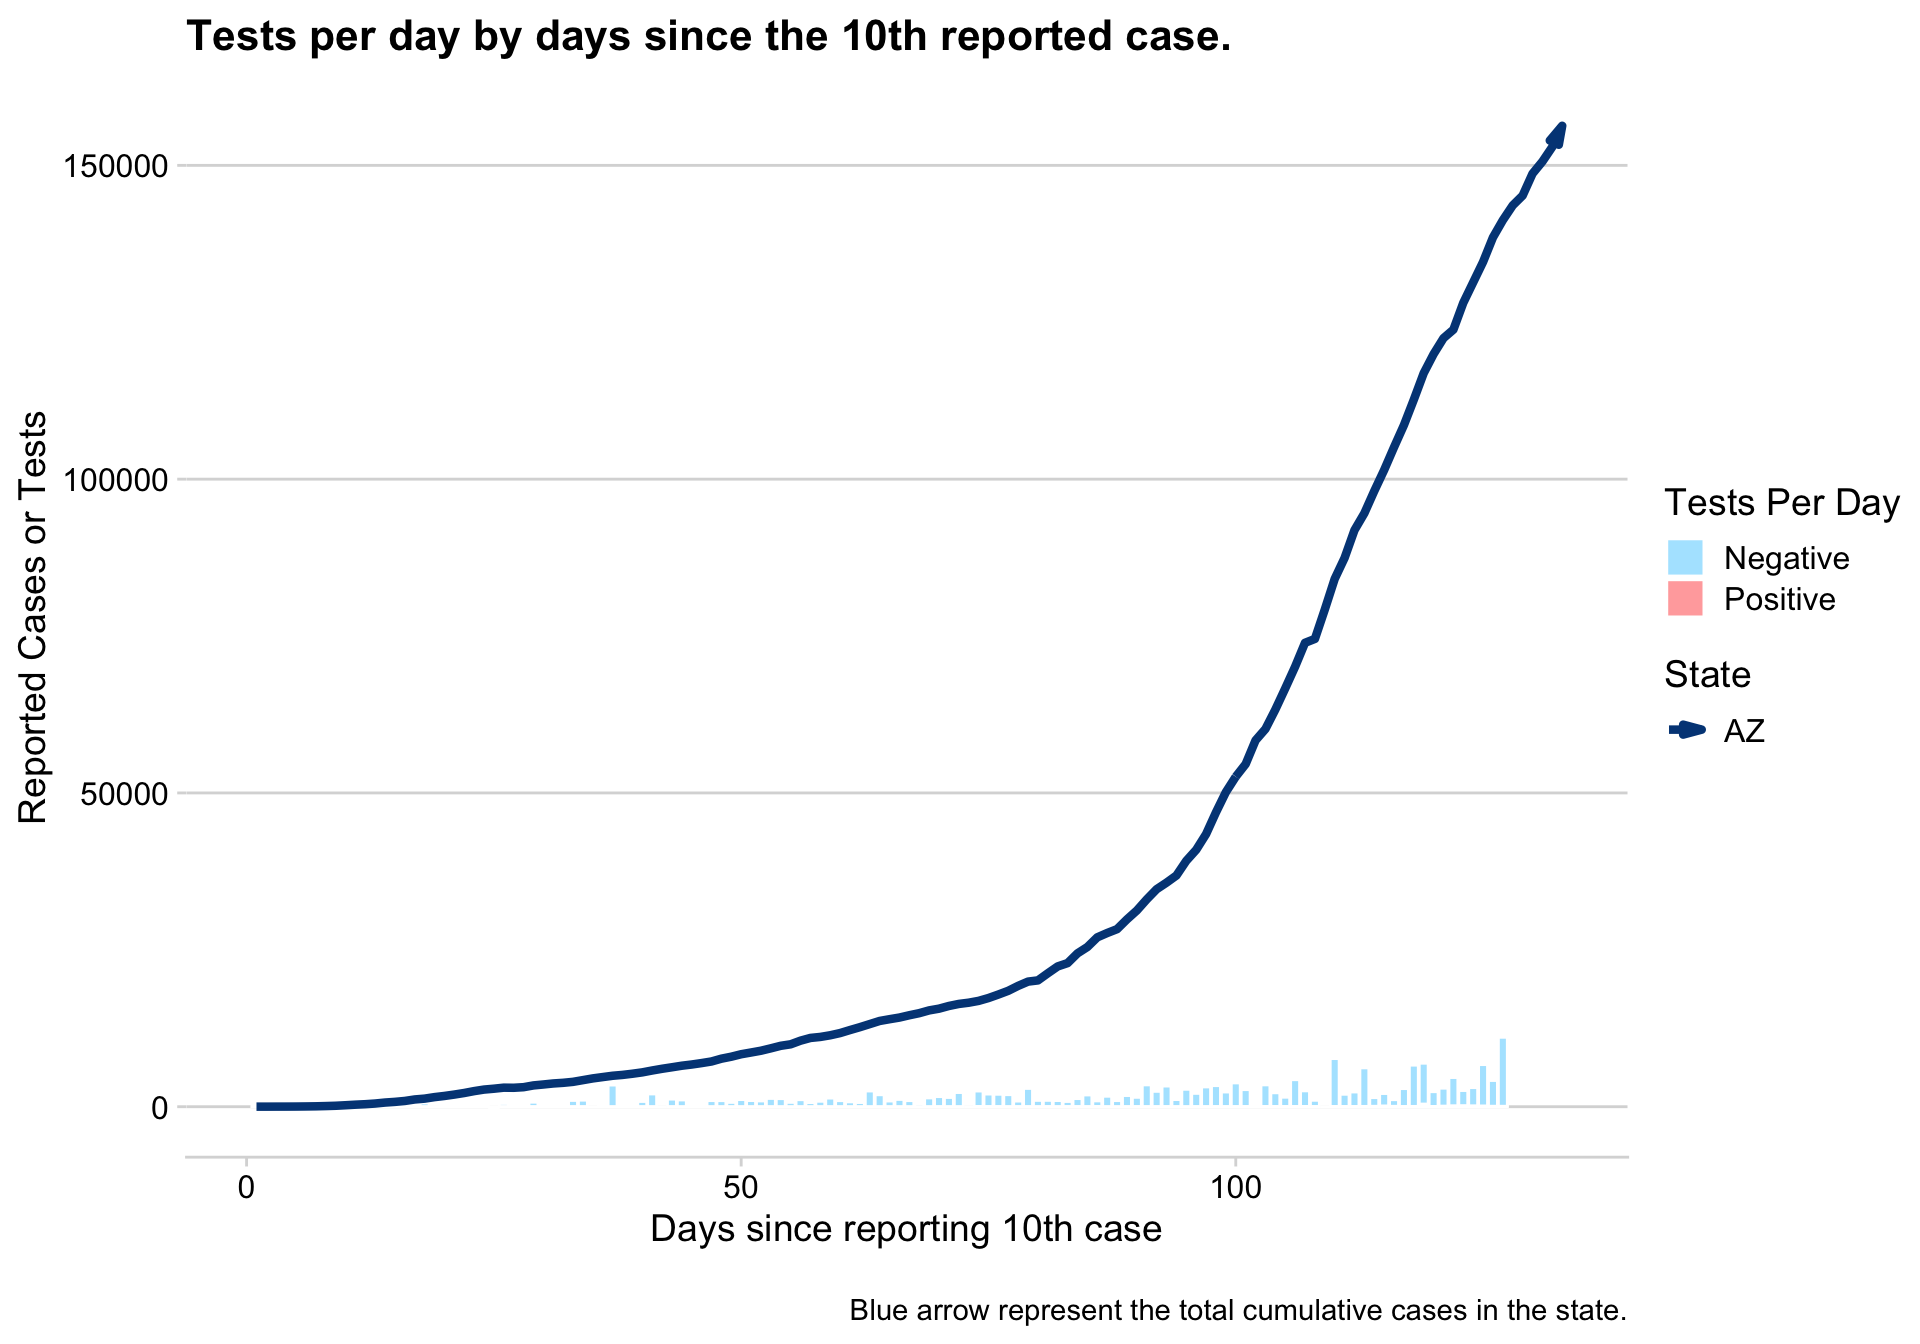 Tests per day by days since the 10th reported case.
150000
100000
50000
0
Reported Cases or Tests
0
50
100
Days since reporting 10th case
Tests Per Day
Negative
Positive
State
AZ
Blue arrow represent the total cumulative cases in the state.